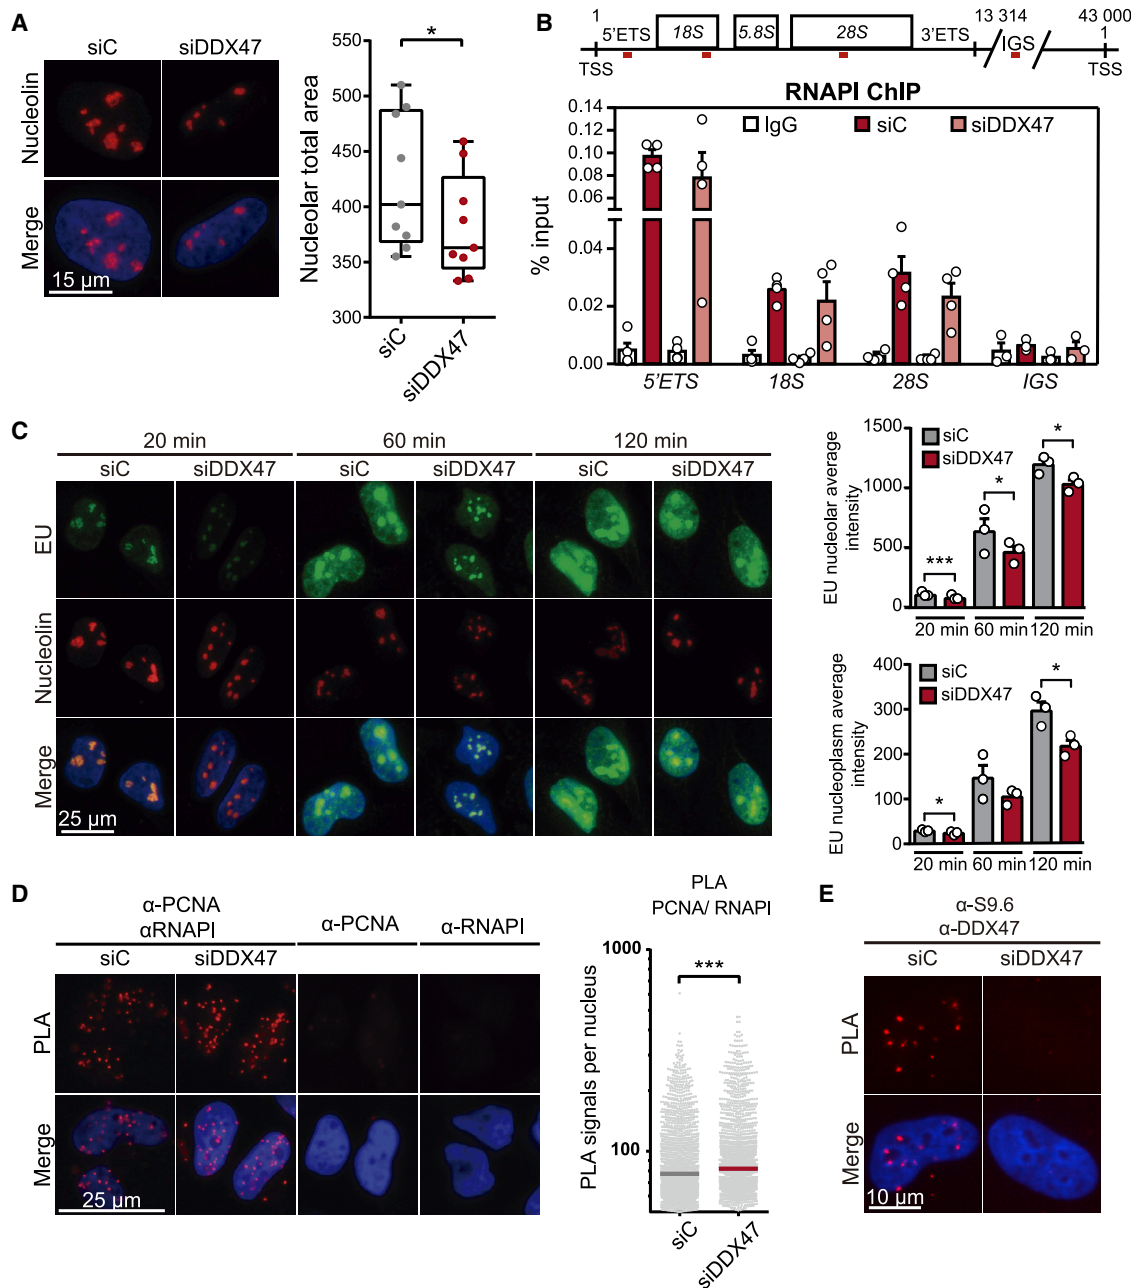 A
siC
siDDX47
Nucleolin
Merge
15 µm
Nucleolar total area
550
500
450
400
350
300
*
siC
siDDX47
B
1
5’ETS
18S
5.8S
28S
3’ETS
13 314
IGS
43 000
1
TSS
TSS
RNAPI ChIP
IgG
siC
siDDX47
% input
0.14
0.12
0.10
0.08
0.06
0.04
0.02
0.00
5’ETS
18S
28S
IGS
C
20 min
60 min
120 min
siC
siDDX47
siC
siDDX47
siC
siDDX47
EU
Nucleolin
Merge
25 µm
EU nucleolar average
intensity
1500
1000
500
0
siC
siDDX47
***
*
*
20 min
60 min
120 min
EU nucleoplasm average
intensity
400
300
200
100
0
siC
siDDX47
*
*
20 min
60 min
120 min
D
α-PCNA
αRNAPI
α-PCNA
α-RNAPI
siC
siDDX47
PLA
Merge
25 µm
PLA
PCNA/ RNAPI
PLA signals per nucleus
1000
100
***
siC
siDDX47
E
α-S9.6
α-DDX47
siC
siDDX47
PLA
Merge
10 µm